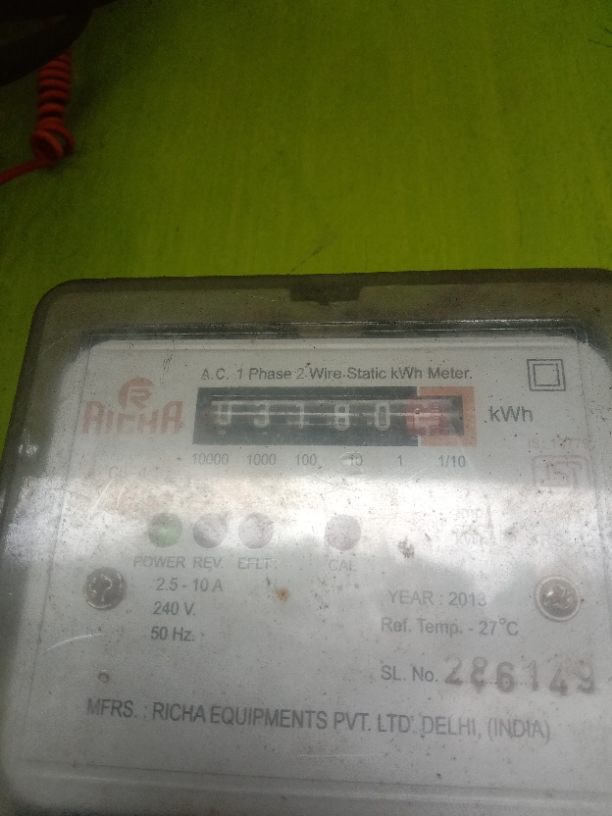 A.C. 1 Phase 2 Wire Static kWh Meter.
RICHA
03180
kWh
10000 1000 100 10 1 1/10
POWER REV. EFLT CAL
2.5 - 10 A
240 V.
50 Hz.
YEAR : 2013
Ref. Temp. - 27°C
SL. No. 286149
MFRS. : RICHA EQUIPMENTS PVT. LTD. DELHI, (INDIA)